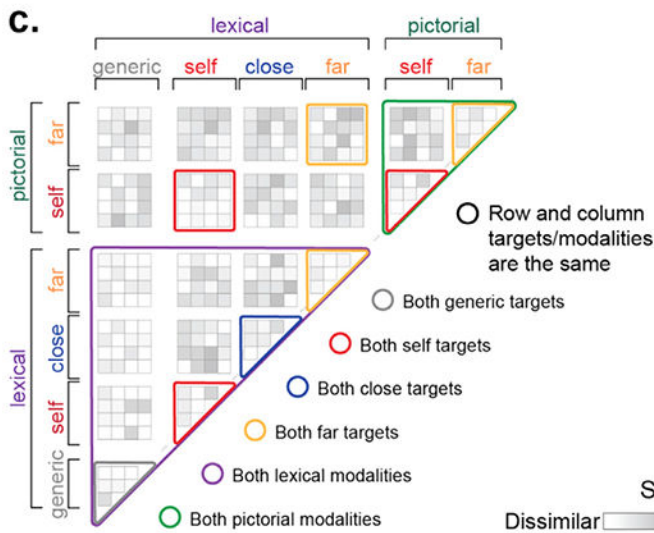 c.
lexical pictorial
generic self close far self far
pictorial
far
self
Row and column
targets/modalities
are the same
lexical
far
close
self
generic
Both generic targets
Both self targets
Both close targets
Both far targets
Both lexical modalities
Both pictorial modalities
S
Dissimilar